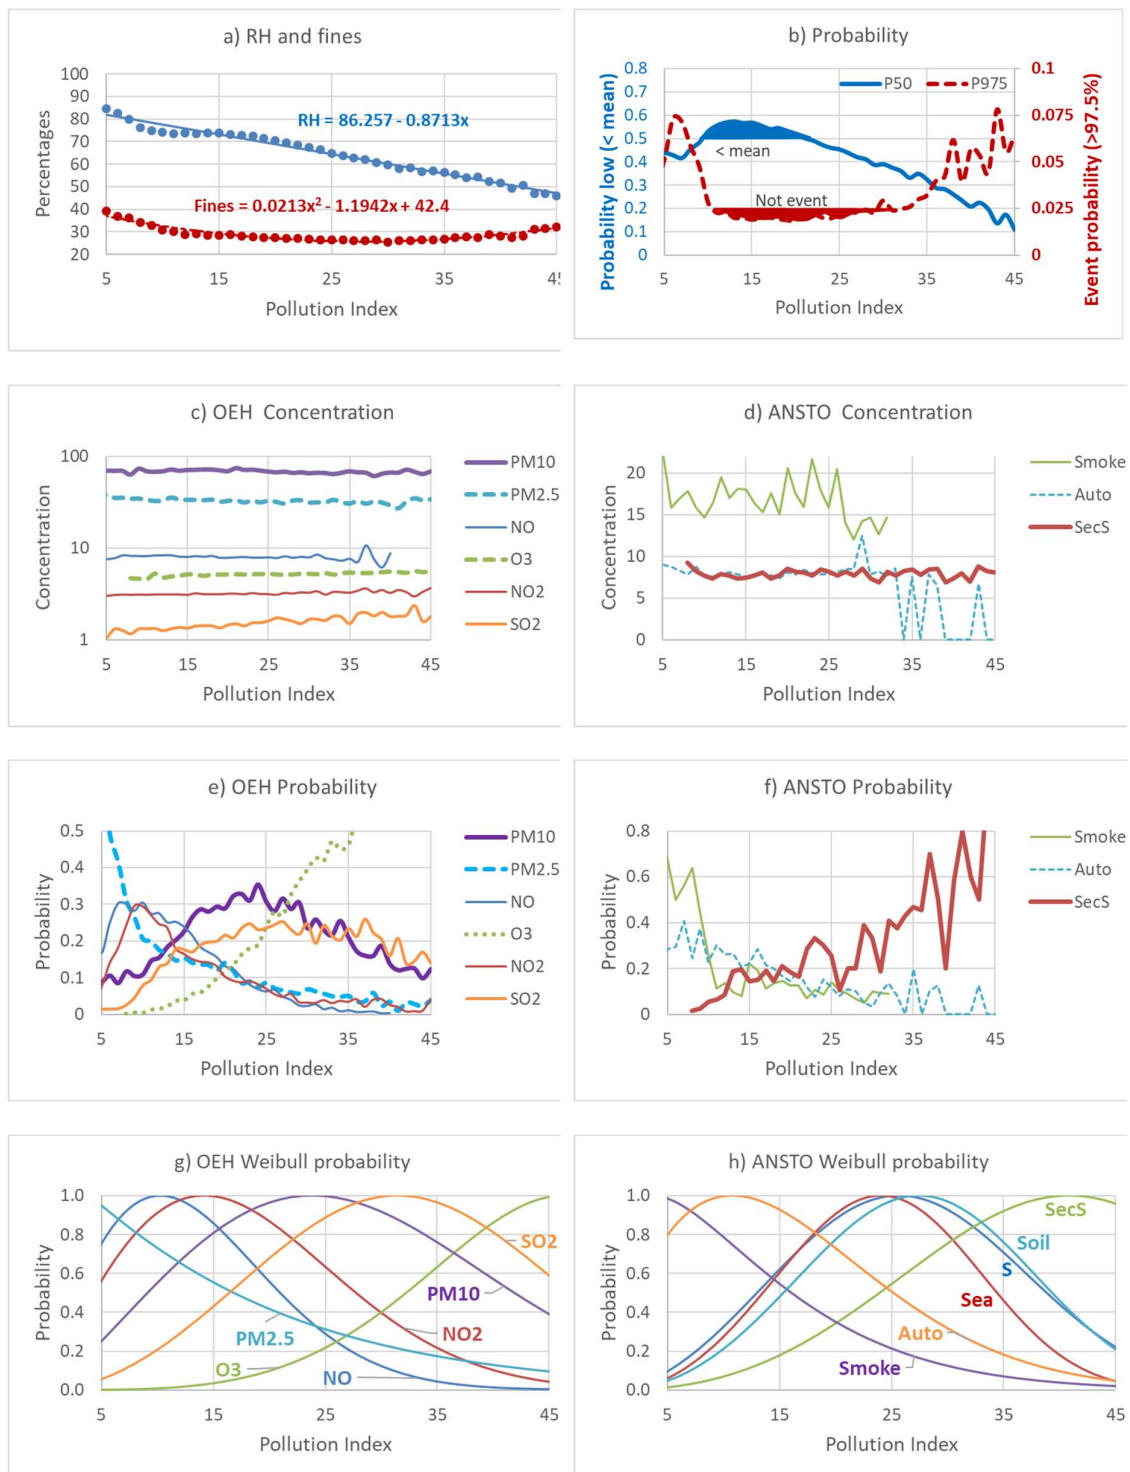 a) RH and fines
100
90
80
70
60
50
40
30
20
Percentages
RH = 86.257 - 0.8713x
Fines = 0.0213x² - 1.1942x + 42.4
5 15 25 35 45
Pollution Index
b) Probability
0.8
0.7
0.6
0.5
0.4
0.3
0.2
0.1
0
Probability low (< mean)
P50 P975
< mean
Not event
0.1
0.075
0.05
0.025
0
Event probability (>97.5%)
5 15 25 35 45
Pollution Index
c) OEH Concentration
100
10
1
Concentration
5 15 25 35 45
Pollution Index
PM10
PM2.5
NO
O3
NO2
SO2
d) ANSTO Concentration
20
15
10
5
0
Concentration
5 15 25 35 45
Pollution Index
Smoke
Auto
SecS
e) OEH Probability
0.5
0.4
0.3
0.2
0.1
0
Probability
5 15 25 35 45
Pollution Index
PM10
PM2.5
NO
O3
NO2
SO2
f) ANSTO Probability
0.8
0.6
0.4
0.2
0
Probability
5 15 25 35 45
Pollution Index
Smoke
Auto
SecS
g) OEH Weibull probability
1.0
0.8
0.6
0.4
0.2
0.0
Probability
SO2
PM10
PM2.5
NO2
O3
NO
5 15 25 35 45
Pollution Index
h) ANSTO Weibull probability
1.0
0.8
0.6
0.4
0.2
0.0
Probability
SecS
Soil
S
Sea
Auto
Smoke
5 15 25 35 45
Pollution Index